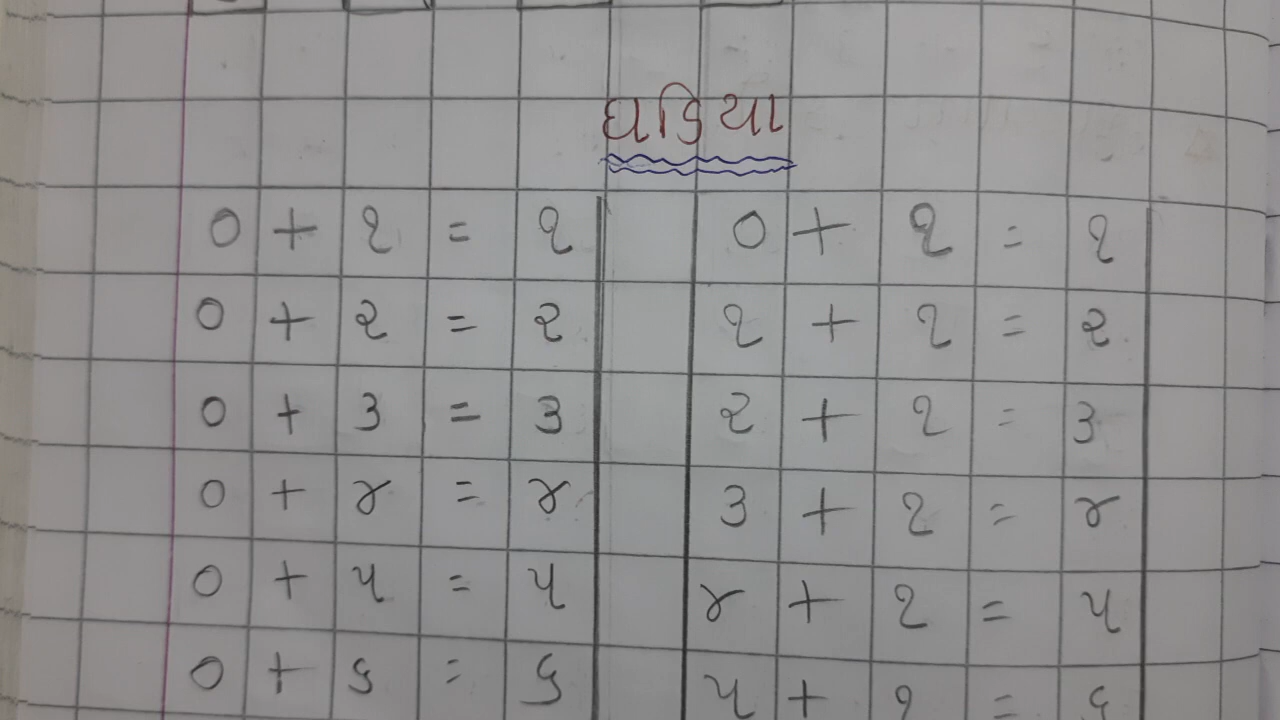 ઘડિયા
૦ + ૧ = ૧ ૦ + ૧ = ૧
૦ + ૨ = ૨ ૧ + ૧ = ૨
૦ + ૩ = ૩ ૨ + ૧ = ૩
૦ + ૪ = ૪ ૩ + ૧ = ૪
૦ + ૫ = ૫ ૪ + ૧ = ૫
૦ + ૬ = ૬ ૫ + ૧ = ૬